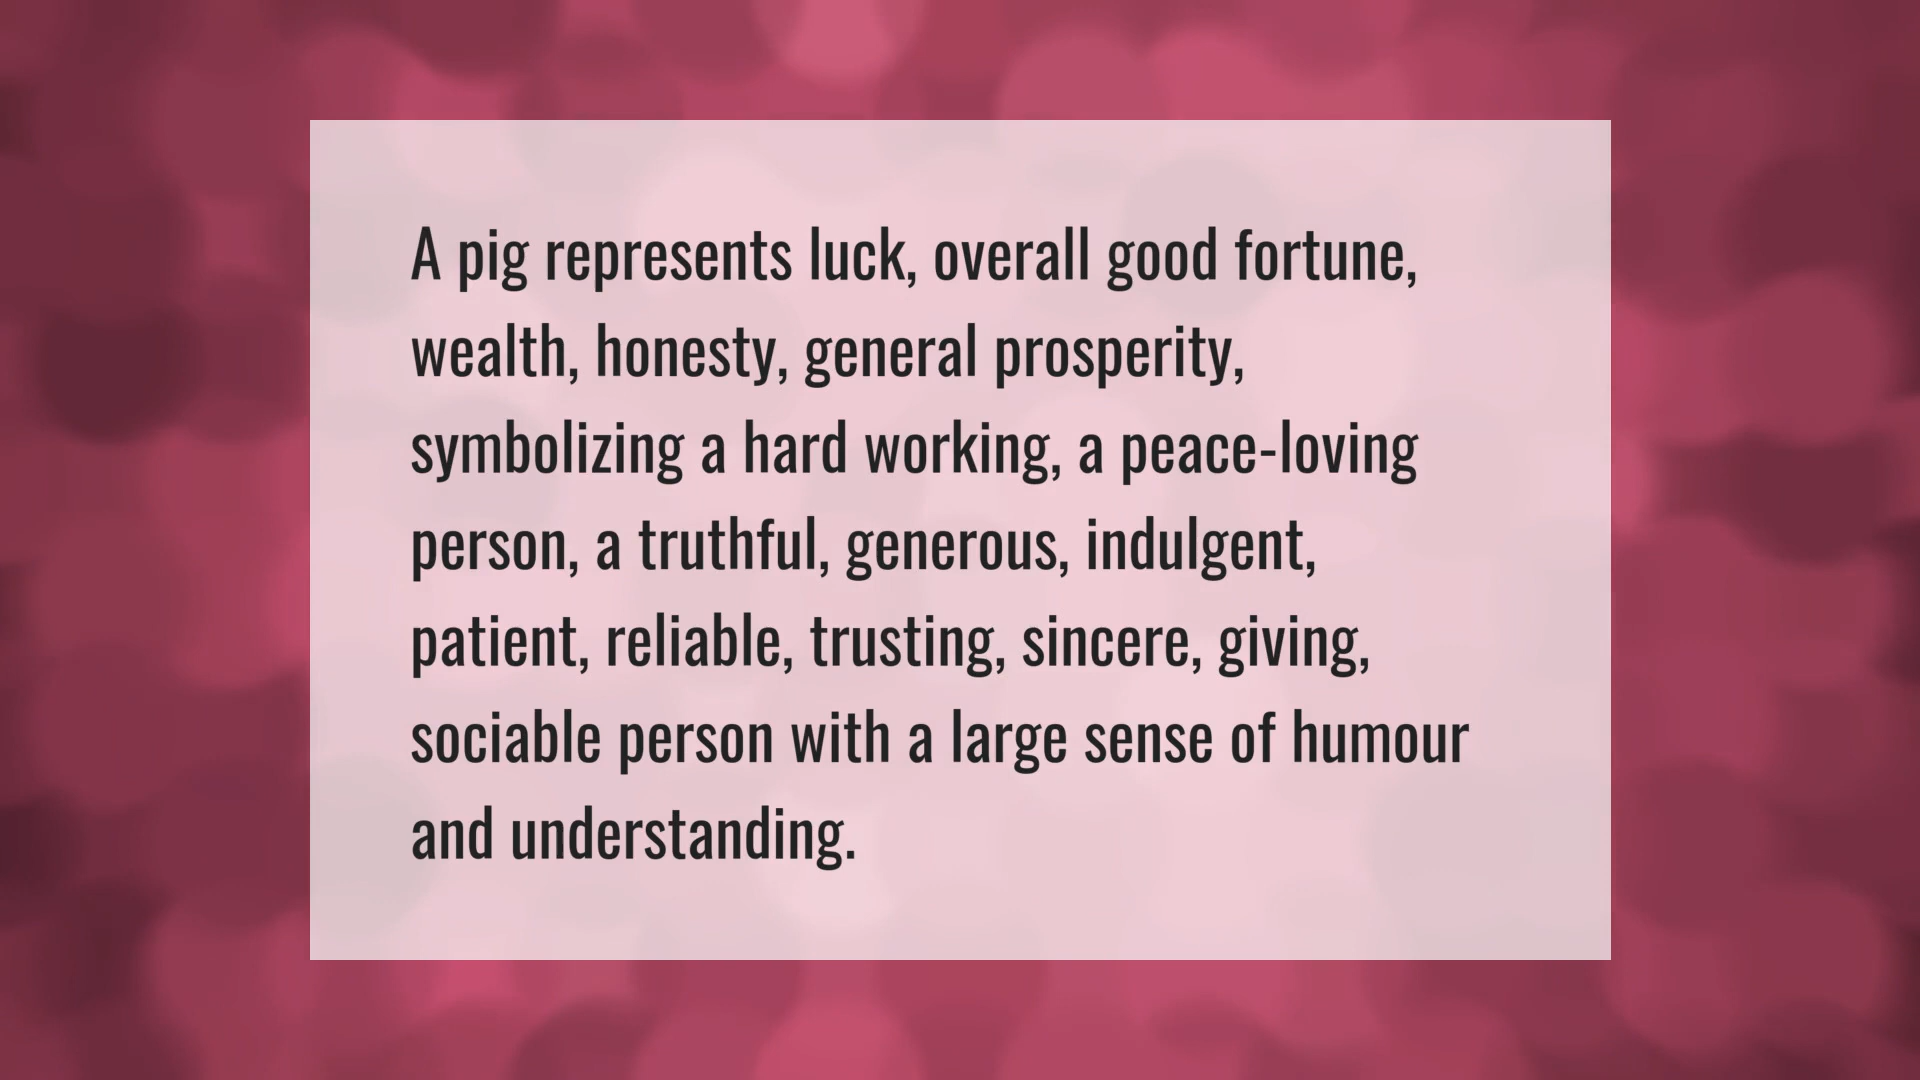 A pig represents luck, overall good fortune,
wealth, honesty, general prosperity,
symbolizing a hard working, a peace-loving
person, a truthful, generous, indulgent,
patient, reliable, trusting, sincere, giving,
sociable person with a large sense of humour
and understanding.